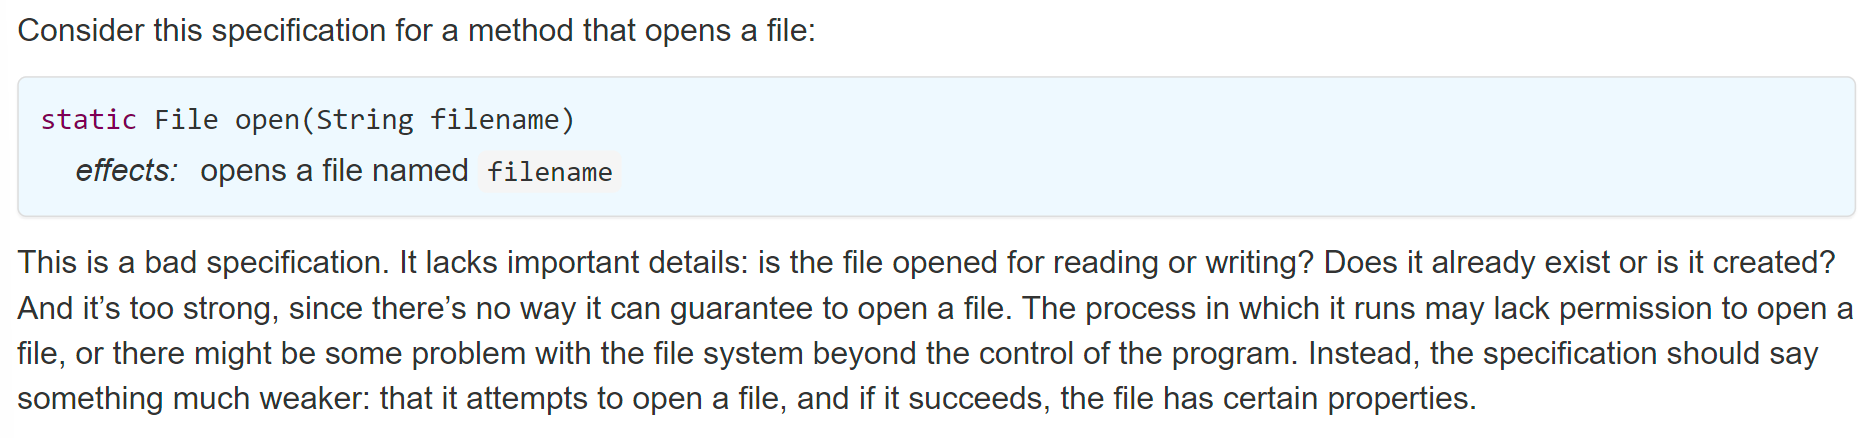 Consider this specification for a method that opens a file:
static File open(String filename)
effects: opens a file named filename
This is a bad specification. It lacks important details: is the file opened for reading or writing? Does it already exist or is it created?
And it’s too strong, since there’s no way it can guarantee to open a file. The process in which it runs may lack permission to open a
file, or there might be some problem with the file system beyond the control of the program. Instead, the specification should say
something much weaker: that it attempts to open a file, and if it succeeds, the file has certain properties.